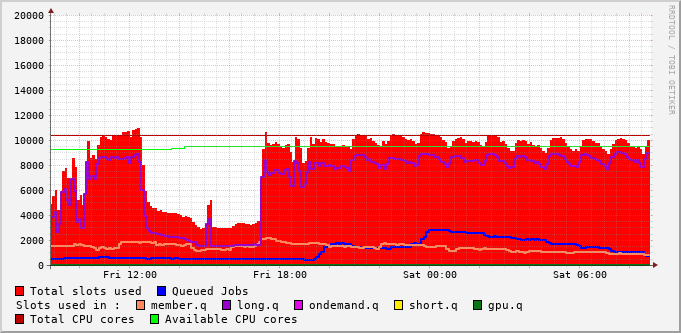 20000
18000
16000
14000
12000
10000
8000
6000
4000
2000
0
Fri 12:00 Fri 18:00 Sat 00:00 Sat 06:00
RRDTOOL / TOBI OETIKER
Total slots used Queued Jobs
Slots used in : member.q long.q ondemand.q short.q gpu.q
Total CPU cores Available CPU cores